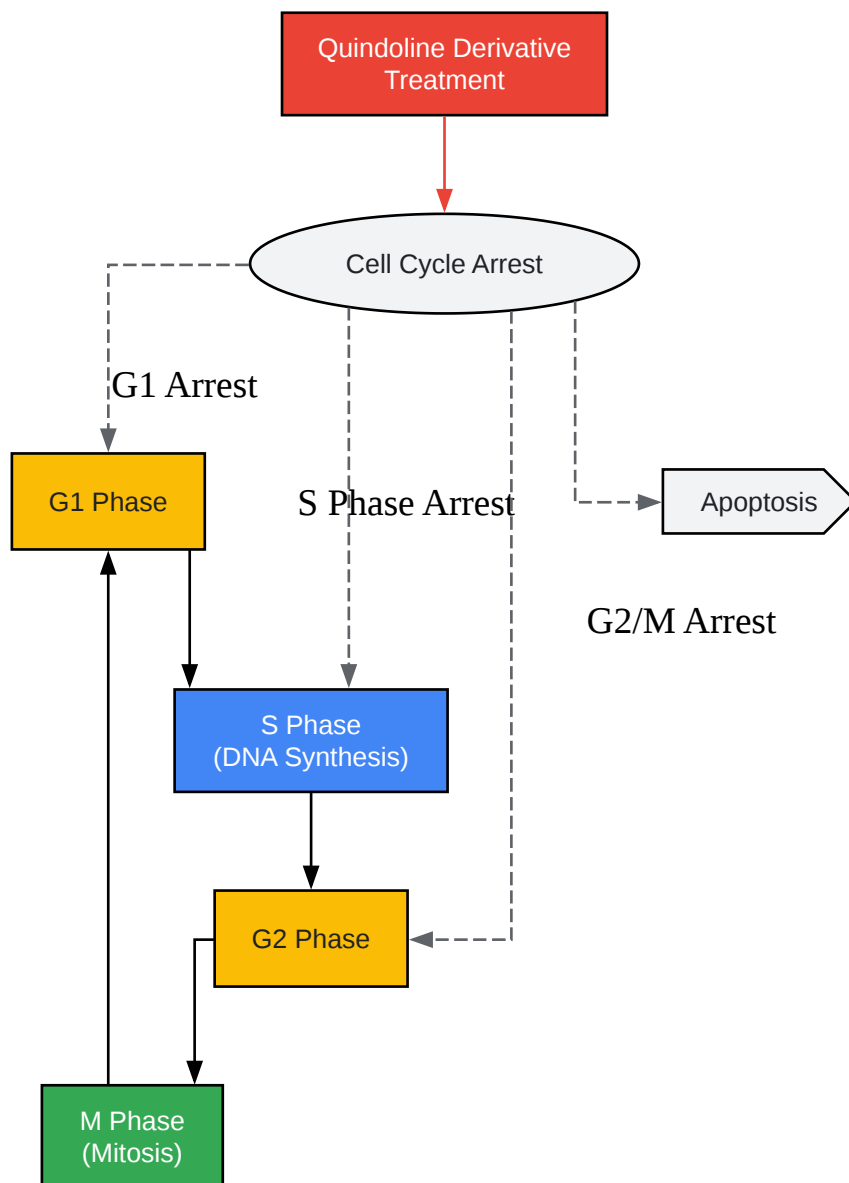 Quindoline Derivative
Treatment
Cell Cycle Arrest
G1 Arrest
G1 Phase
S Phase Arrest
Apoptosis
G2/M Arrest
S Phase
(DNA Synthesis)
G2 Phase
M Phase
(Mitosis)